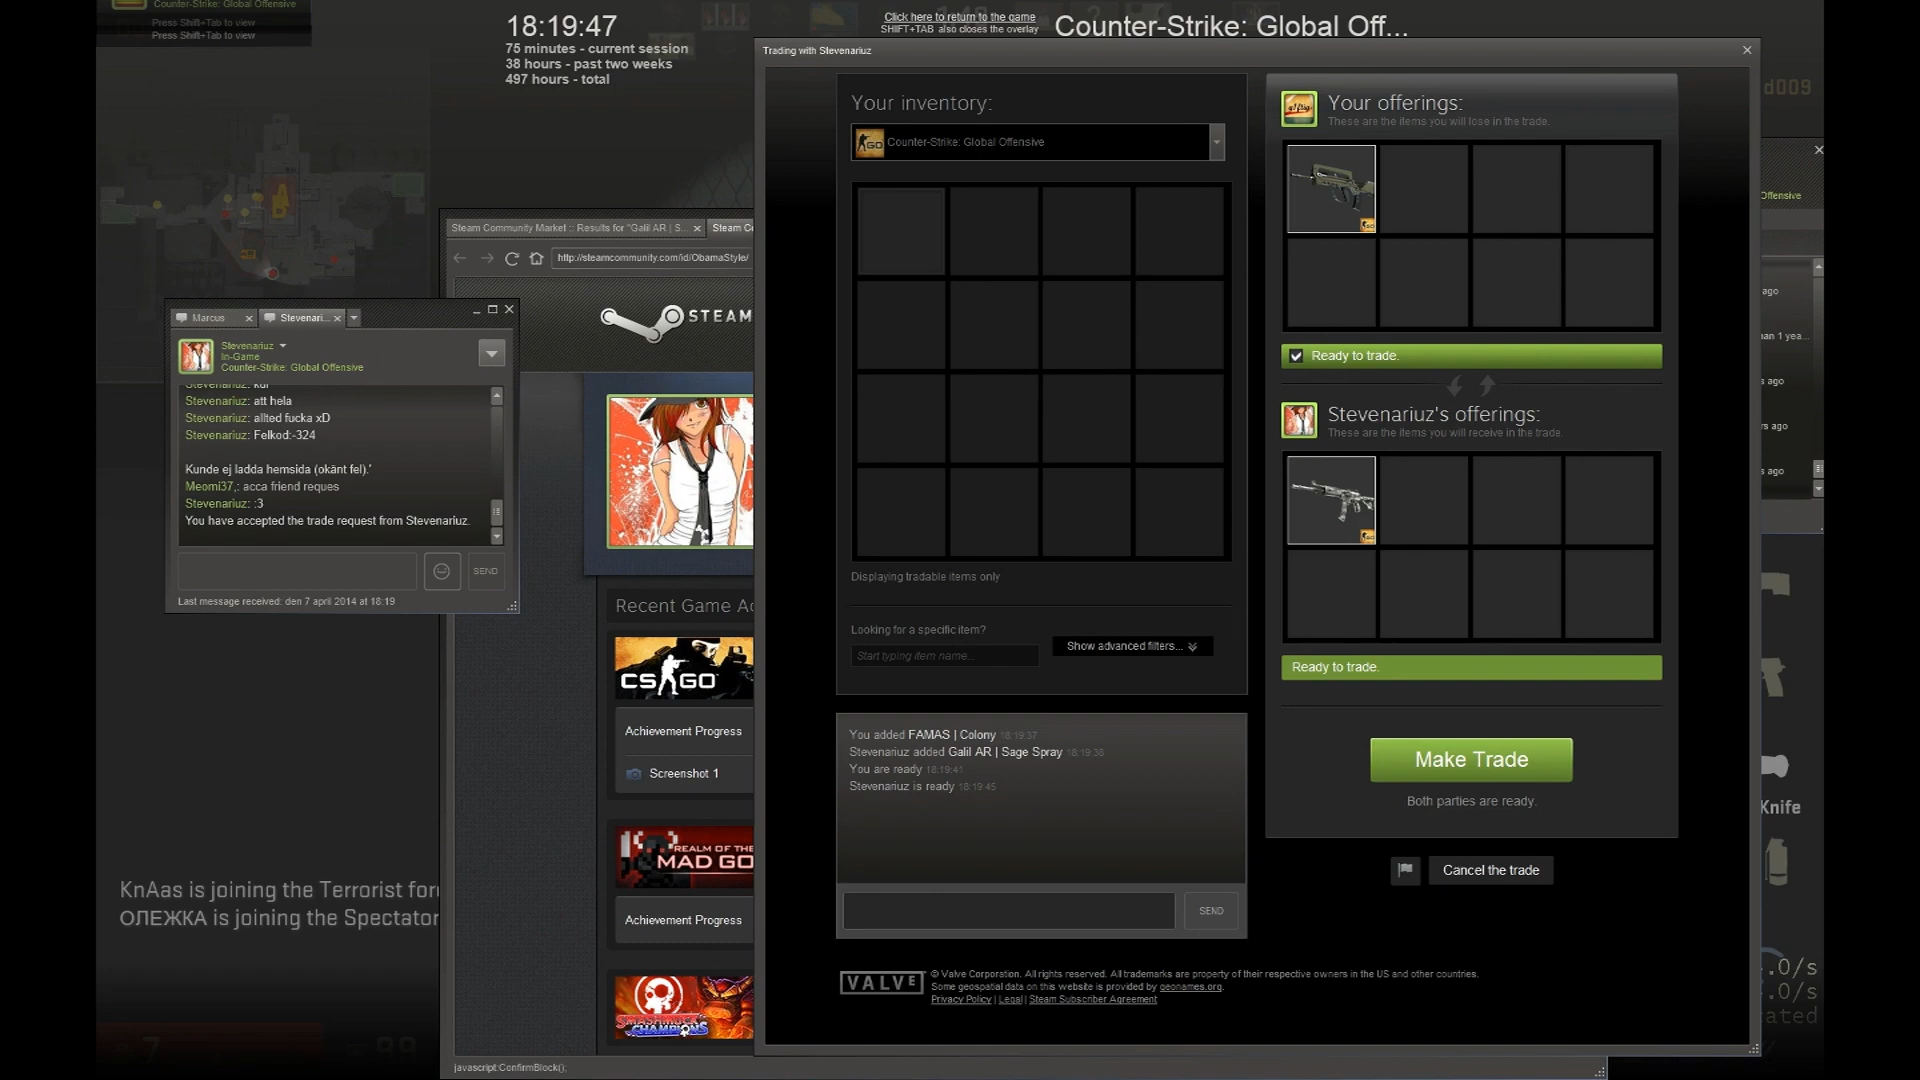 Counter-Strike: Global Offensive
Press Shift+Tab to view
Press Shift+Tab to view
18:19:47
75 minutes - current session
38 hours - past two weeks
497 hours - total
Click here to return to the game
SHIFT+TAB also closes the overlay
Counter-Strike: Global Off...
Trading with Stevenariuz
Your inventory:
Counter-Strike: Global Offensive
Displaying tradable items only
Looking for a specific item?
Start typing item name...
Show advanced filters...
You added FAMAS | Colony 18:19:37
Stevenariuz added Galil AR | Sage Spray 18:19:38
You are ready 18:19:41
Stevenariuz is ready 18:19:45
SEND
Your offerings:
These are the items you will lose in the trade.
Ready to trade.
Stevenariuz's offerings:
These are the items you will receive in the trade.
Ready to trade.
Make Trade
Both parties are ready.
Cancel the trade
VALVE
© Valve Corporation. All rights reserved. All trademarks are property of their respective owners in the US and other countries.
Some geospatial data on this website is provided by geonames.org.
Privacy Policy | Legal | Steam Subscriber Agreement
Steam Community Market :: Results for "Galil AR | S...
Steam Co
http://steamcommunity.com/id/ObamaStyle/
STEAM
Recent Game Ac
CS GO
Achievement Progress
Screenshot 1
REALM OF THE
MAD GO
Achievement Progress
SMASHMUCK
CHAMPIONS
javascript:ConfirmBlock();
Marcus
Stevenari...
Stevenariuz
In-Game
Counter-Strike: Global Offensive
Stevenariuz: kul
Stevenariuz: att hela
Stevenariuz: allted fucka xD
Stevenariuz: Felkod:-324
Kunde ej ladda hemsida (okänt fel).'
Meomi37,: acca friend reques
Stevenariuz: :3
You have accepted the trade request from Stevenariuz.
SEND
Last message received: den 7 april 2014 at 18:19
KnAas is joining the Terrorist for
ОЛЕЖКА is joining the Spectator
d009
Offensive
ago
an 1 yea...
s ago
rs ago
s ago
Knife
.0/s
.0/s
ated